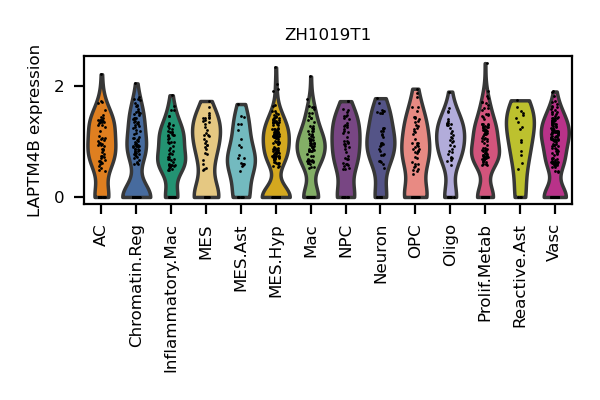 ZH1019T1
LAPTM4B expression
2
0
AC
Chromatin.Reg
Inflammatory.Mac
MES
MES.Ast
MES.Hyp
Mac
NPC
Neuron
OPC
Oligo
Prolif.Metab
Reactive.Ast
Vasc